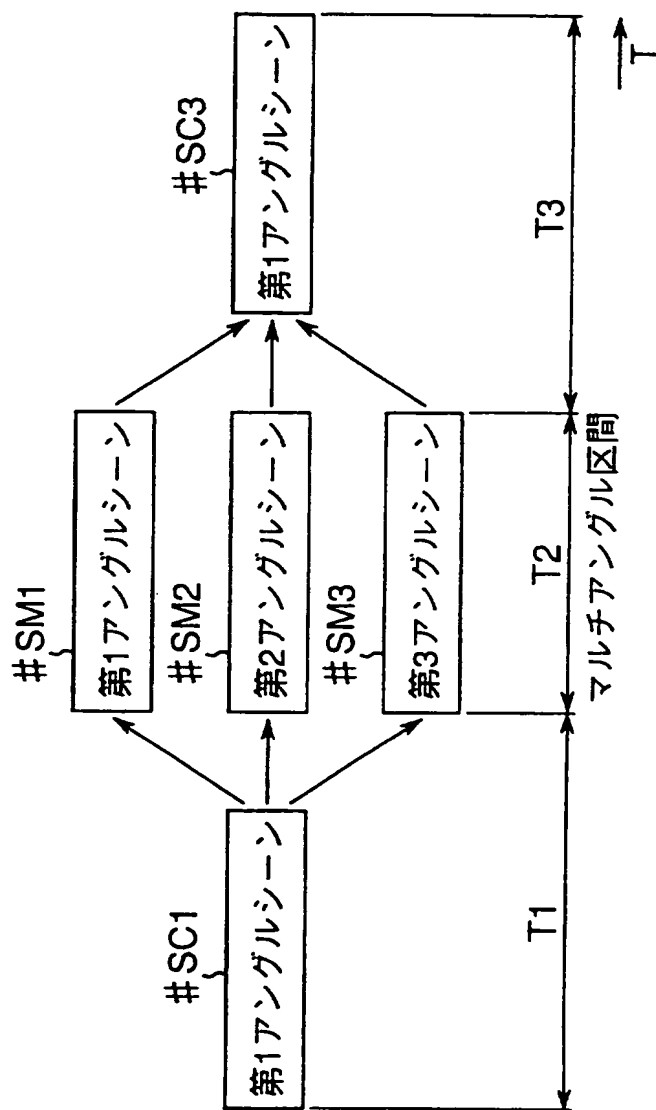 #SC1
第1アングルシーン
#SM1
第1アングルシーン
#SM2
第2アングルシーン
#SM3
第3アングルシーン
#SC3
第1アングルシーン
T1
T2
T3
マルチアングル区間
T